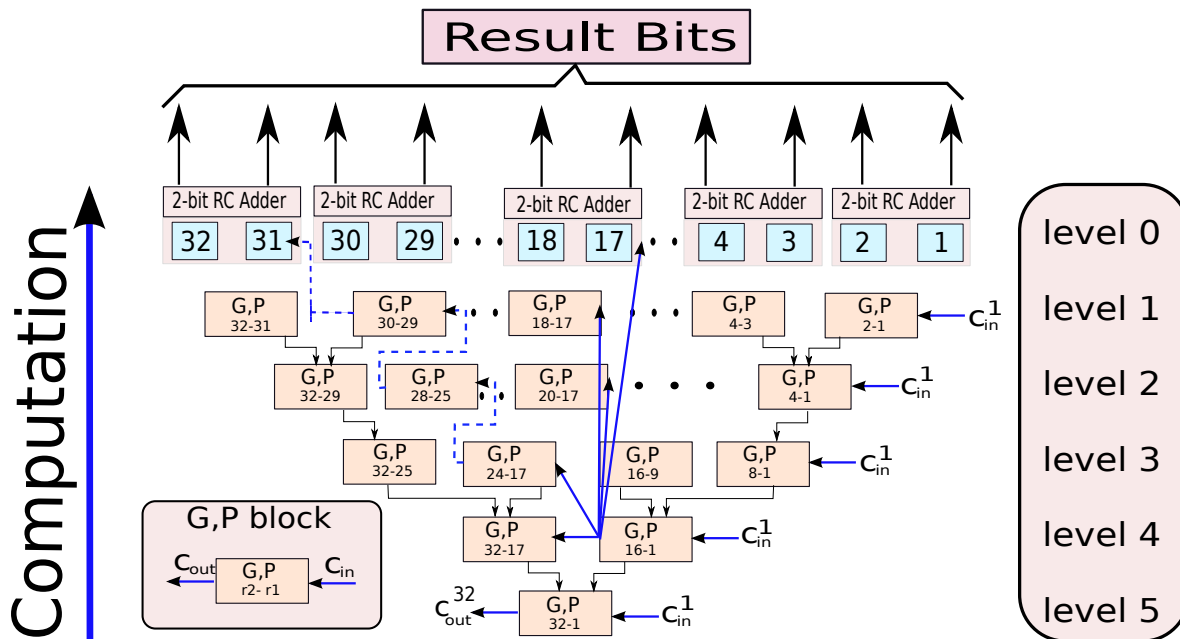 Result Bits
2-bit RC Adder 2-bit RC Adder 2-bit RC Adder 2-bit RC Adder 2-bit RC Adder
32 31 30 29 18 17 4 3 2 1
level 0
G,P G,P G,P G,P G,P
32-31 30-29 18-17 4-3 2-1
C_in^1
level 1
G,P G,P G,P G,P
32-29 28-25 20-17 4-1
C_in^1
level 2
G,P G,P G,P G,P
32-25 24-17 16-9 8-1
C_in^1
level 3
G,P G,P
32-17 16-1
C_in^1
level 4
G,P
32-1
C_out^32
C_in^1
level 5
G,P block
C_out
G,P
r2- r1
C_in
Computation